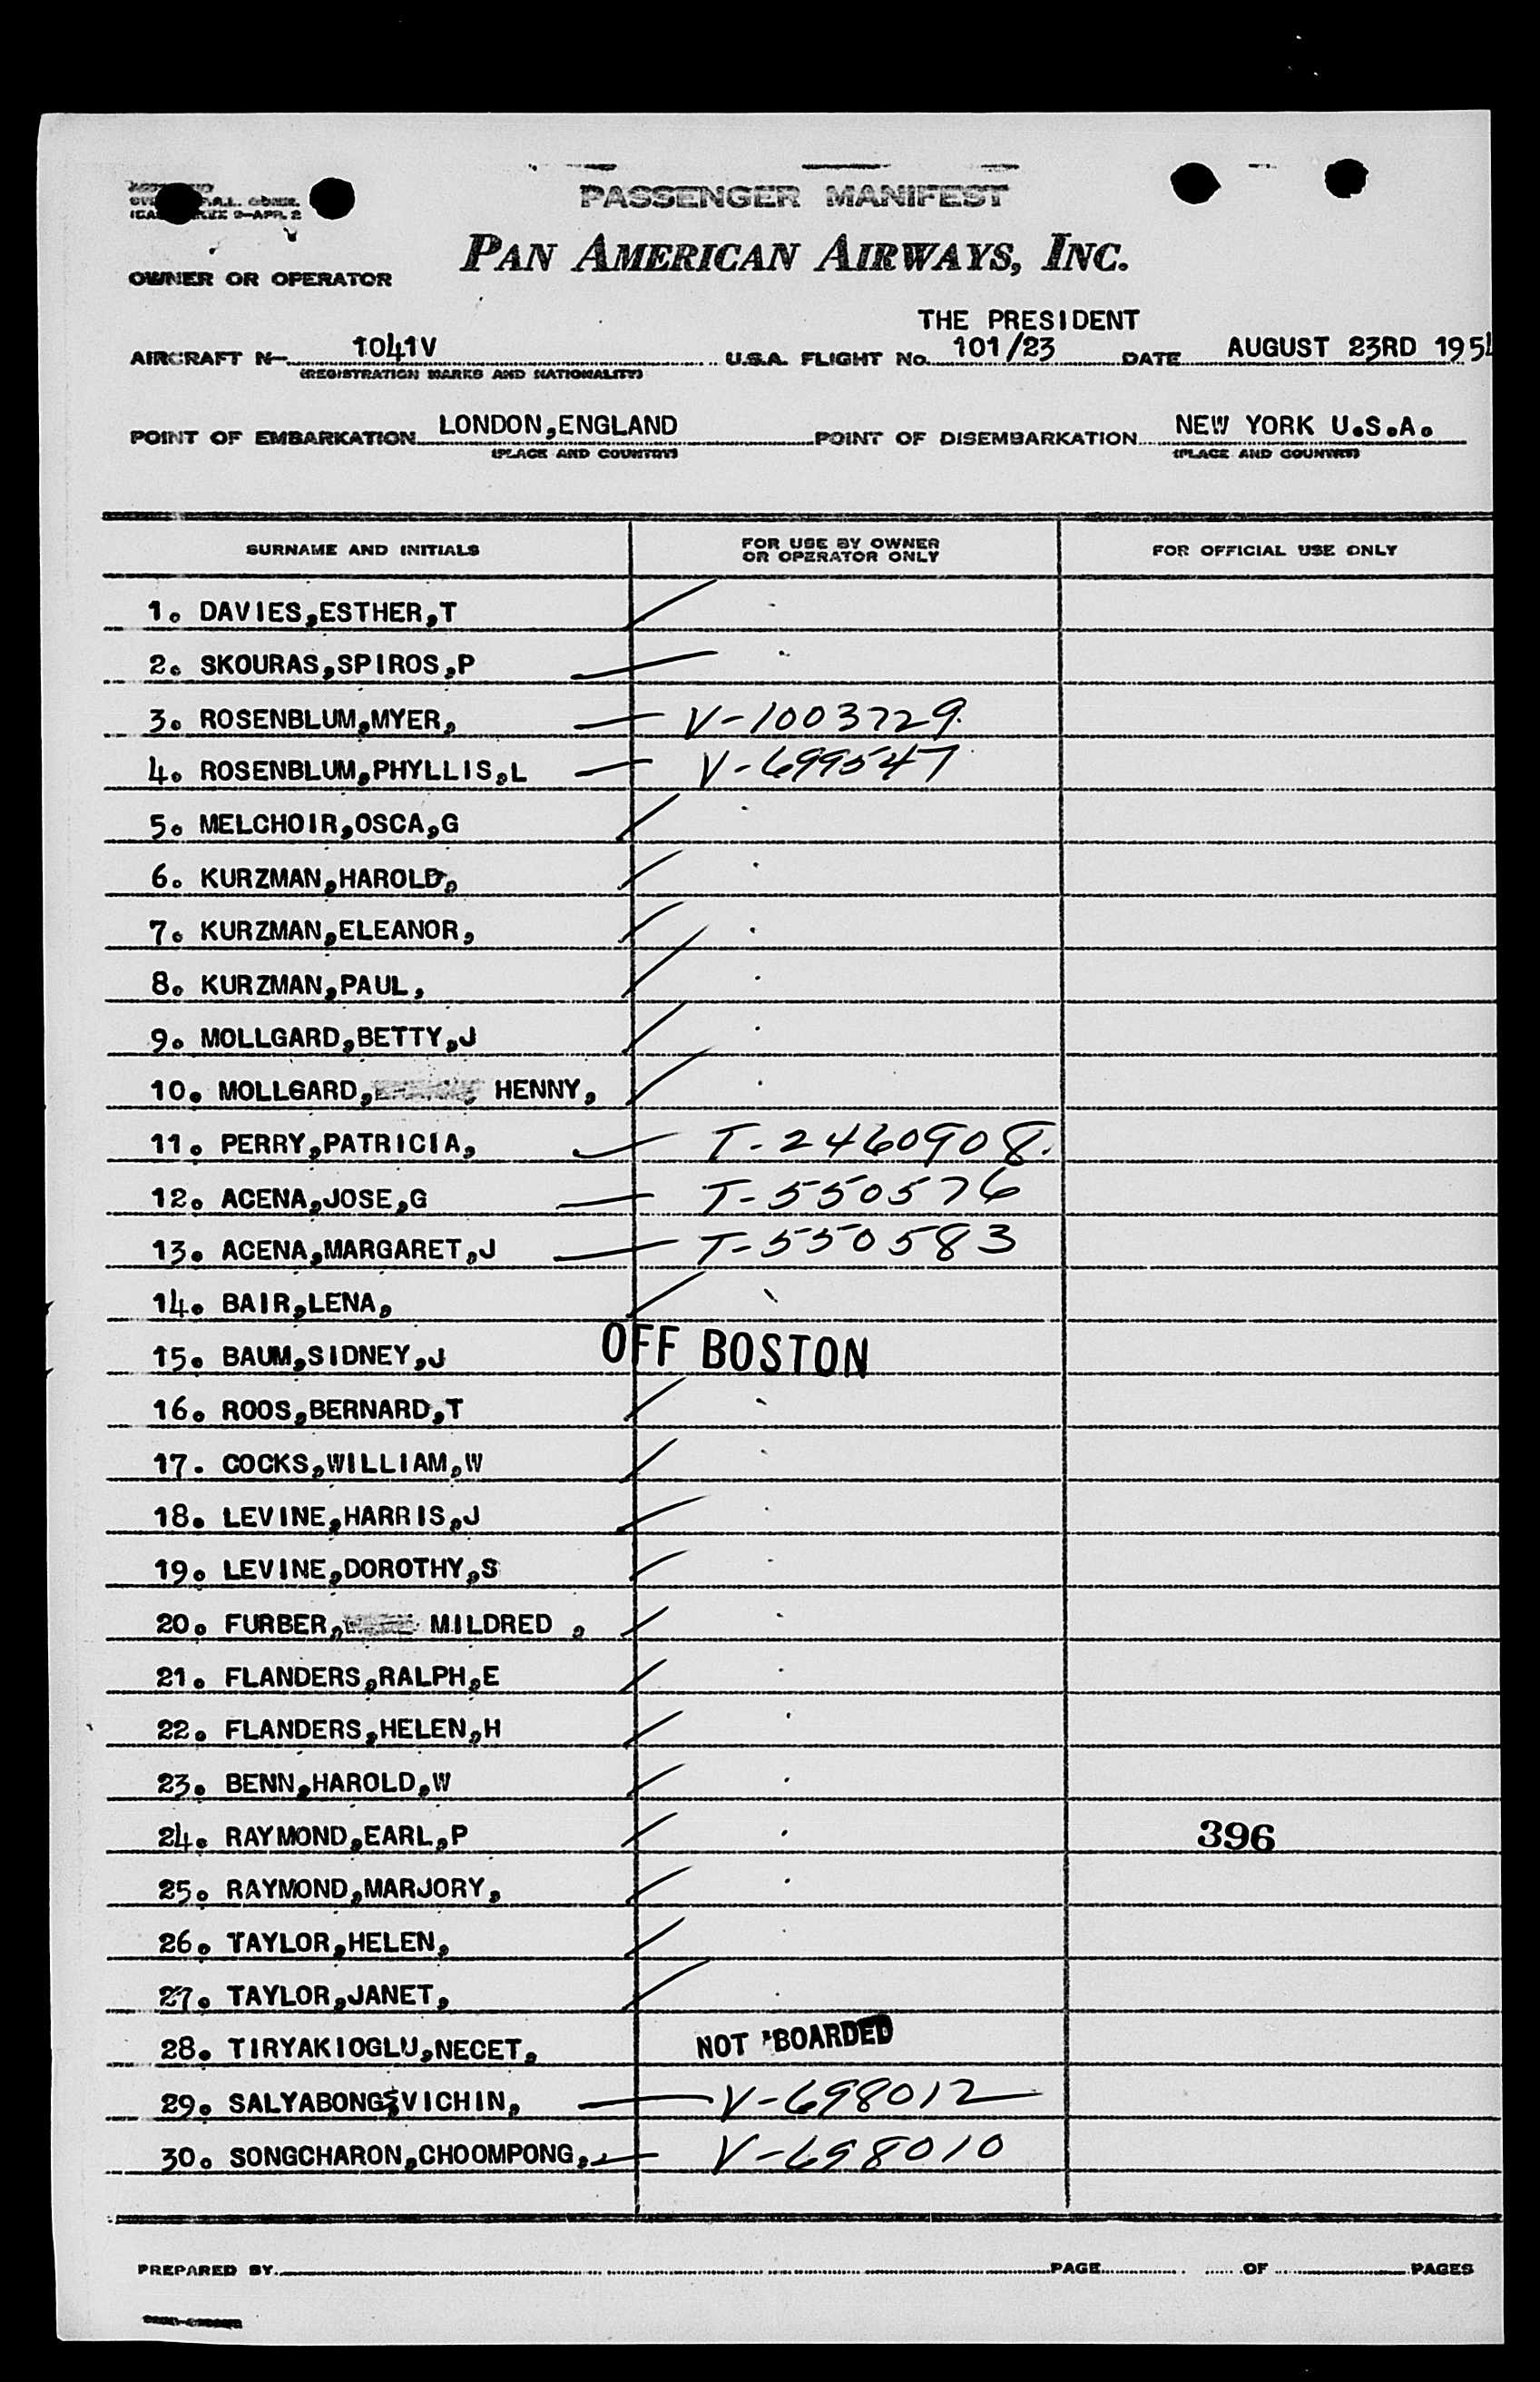 PASSENGER MANIFEST
PAN AMERICAN AIRWAYS, INC.
OWNER OR OPERATOR
THE PRESIDENT
AIRCRAFT N- 1041V U.S.A. FLIGHT No. 101/23 DATE AUGUST 23RD 195
(REGISTRATION MARKS AND NATIONALITY)
POINT OF EMBARKATION LONDON,ENGLAND POINT OF DISEMBARKATION NEW YORK U.S.A.
(PLACE AND COUNTRY) (PLACE AND COUNTRY)
SURNAME AND INITIALS FOR USE BY OWNER OR OPERATOR ONLY FOR OFFICIAL USE ONLY
1. DAVIES,ESTHER,T
2. SKOURAS,SPIROS,P
3. ROSENBLUM,MYER, V-1003729.
4. ROSENBLUM,PHYLLIS,L V-699547
5. MELCHOIR,OSCA,G
6. KURZMAN,HAROLD,
7. KURZMAN,ELEANOR,
8. KURZMAN,PAUL,
9. MOLLGARD,BETTY,J
10. MOLLGARD, HENNY,
11. PERRY,PATRICIA, T-2460908.
12. ACENA,JOSE,G T-550576
13. ACENA,MARGARET,J T-550583
14. BAIR,LENA,
15. BAUM,SIDNEY,J OFF BOSTON
16. ROOS,BERNARD,T
17. COCKS,WILLIAM,W
18. LEVINE,HARRIS,J
19. LEVINE,DOROTHY,S
20. FURBER, MILDRED ,
21. FLANDERS,RALPH,E
22. FLANDERS,HELEN,H
23. BENN,HAROLD,W
24. RAYMOND,EARL,P 396
25. RAYMOND,MARJORY,
26. TAYLOR,HELEN,
27. TAYLOR,JANET,
28. TIRYAKIOGLU,NECET, NOT BOARDED
29. SALYABONG,VICHIN, V-698012
30. SONGCHARON,CHOOMPONG, V-698010
PREPARED BY PAGE OF PAGES